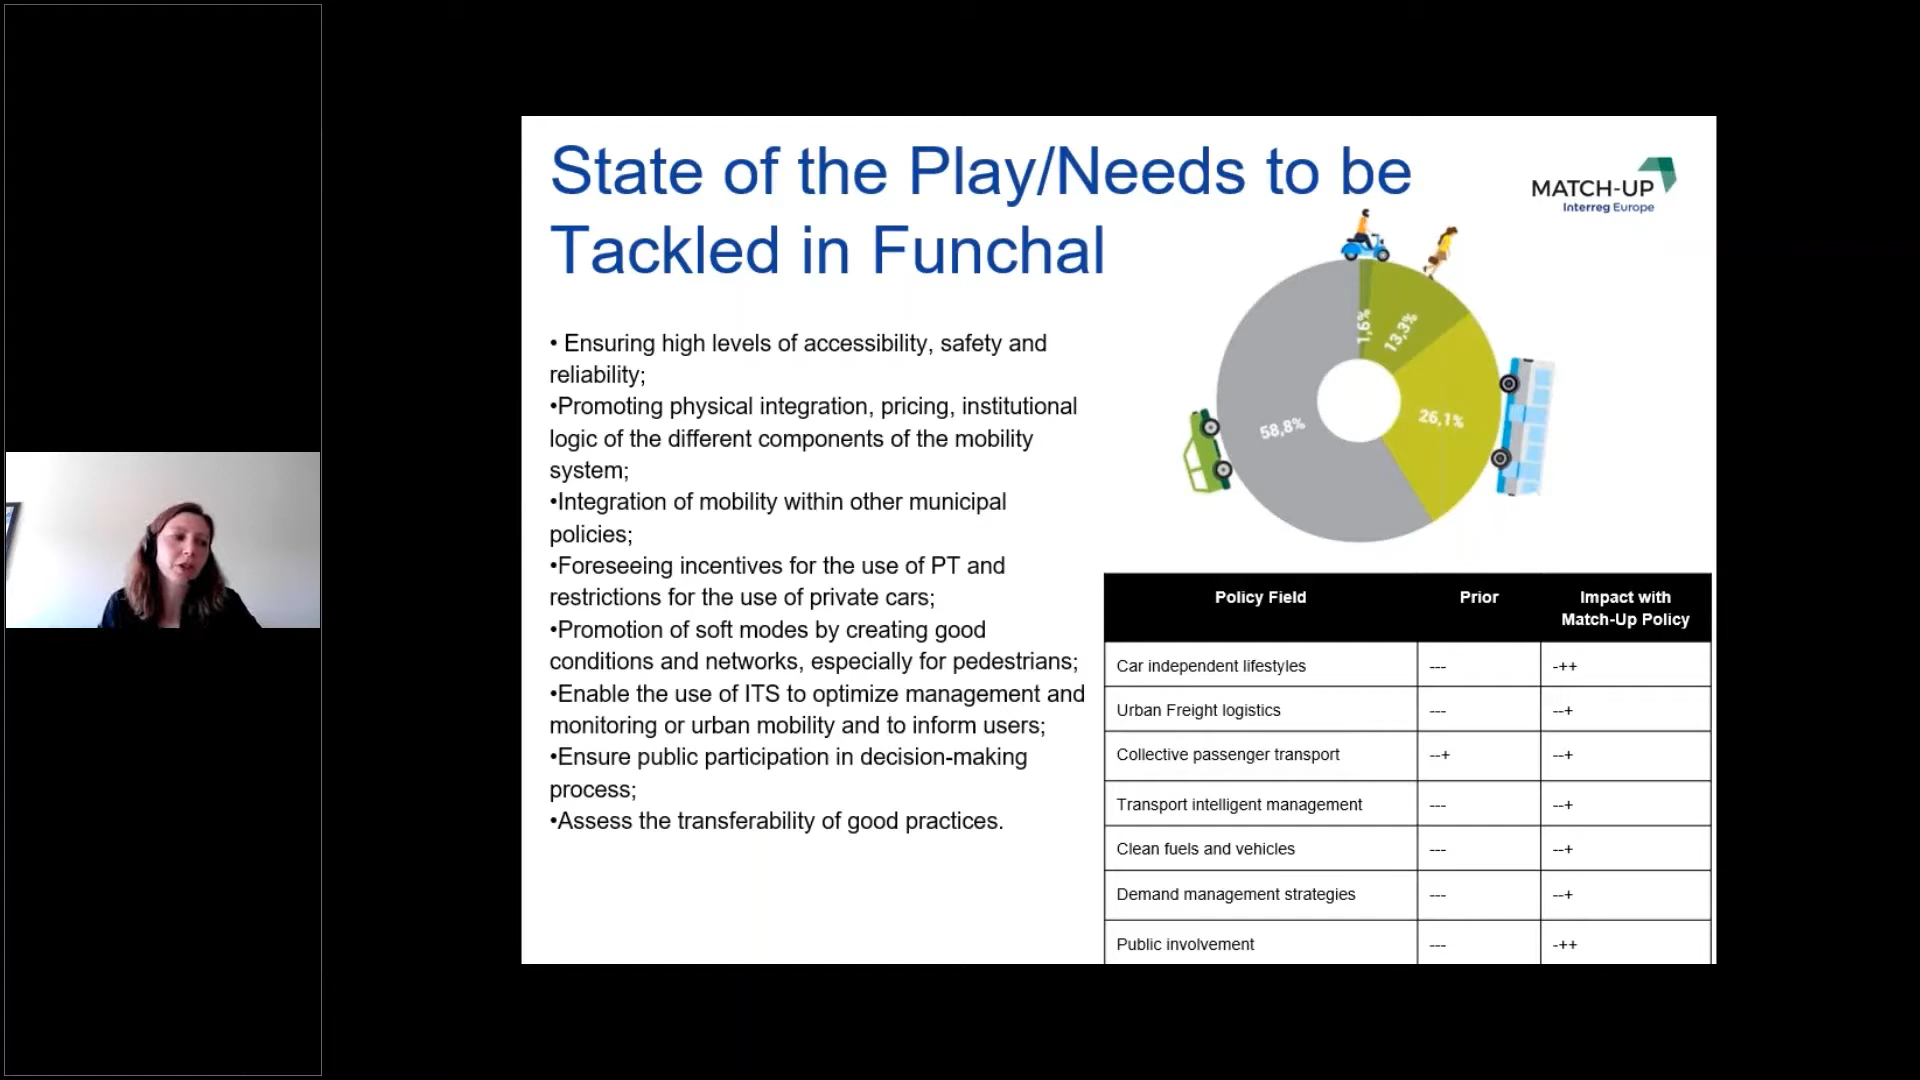 State of the Play/Needs to be
Tackled in Funchal
MATCH-UP
Interreg Europe
• Ensuring high levels of accessibility, safety and
reliability;
•Promoting physical integration, pricing, institutional
logic of the different components of the mobility
system;
•Integration of mobility within other municipal
policies;
•Foreseeing incentives for the use of PT and
restrictions for the use of private cars;
•Promotion of soft modes by creating good
conditions and networks, especially for pedestrians;
•Enable the use of ITS to optimize management and
monitoring or urban mobility and to inform users;
•Ensure public participation in decision-making
process;
•Assess the transferability of good practices.
1,6%
13,3%
26,1%
58,8%
Policy Field Prior Impact with
Match-Up Policy
Car independent lifestyles --- -++
Urban Freight logistics --- --+
Collective passenger transport --+ --+
Transport intelligent management --- --+
Clean fuels and vehicles --- --+
Demand management strategies --- --+
Public involvement --- -++